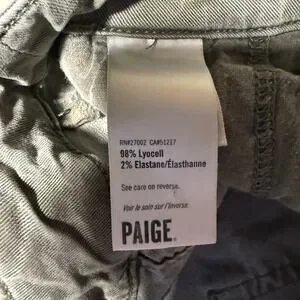 RN#27002 CA#51217
98% Lyocell
2% Elastane/Élasthanne
See care on reverse.
Voir le soin sur l'inverse.
PAIGE®